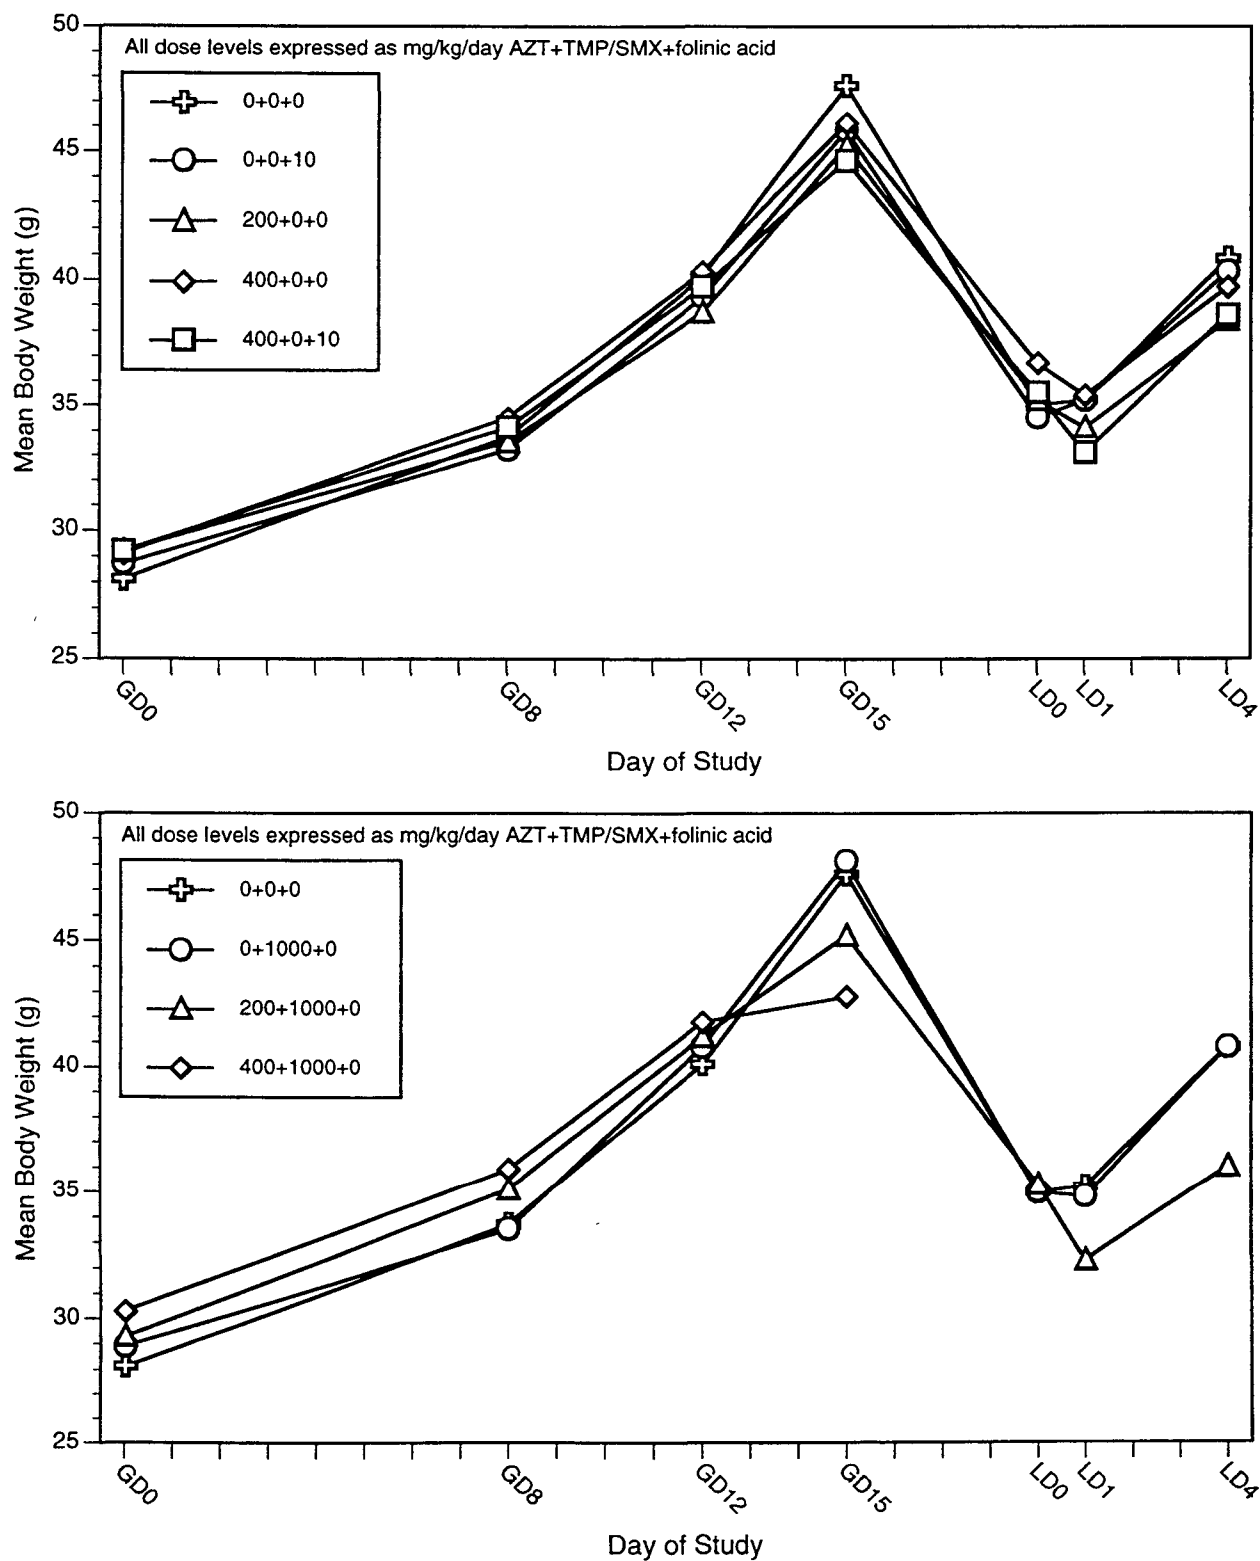 50
All dose levels expressed as mg/kg/day AZT+TMP/SMX+folinic acid
0+0+0
0+0+10
200+0+0
400+0+0
400+0+10
45
40
35
30
25
Mean Body Weight (g)
GD0 GD8 GD12 GD15 LD0 LD1 LD4
Day of Study
50
All dose levels expressed as mg/kg/day AZT+TMP/SMX+folinic acid
0+0+0
0+1000+0
200+1000+0
400+1000+0
45
40
35
30
25
Mean Body Weight (g)
GD0 GD8 GD12 GD15 LD0 LD1 LD4
Day of Study